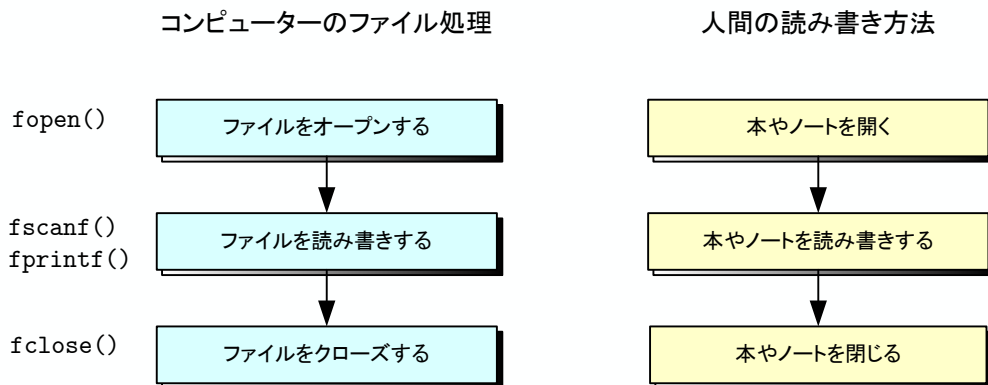 コンピューターのファイル処理
人間の読み書き方法
fopen()
ファイルをオープンする
本やノートを開く
fscanf()
fprintf()
ファイルを読み書きする
本やノートを読み書きする
fclose()
ファイルをクローズする
本やノートを閉じる